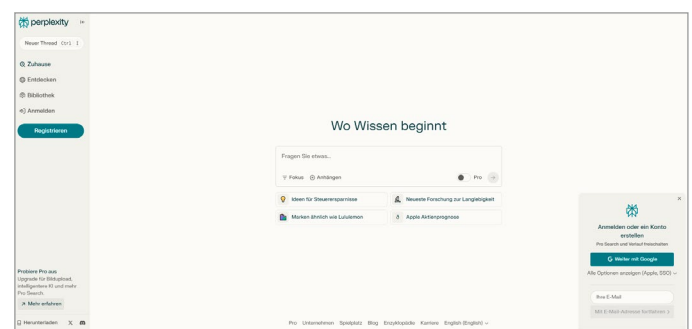 perplexity
Neuer Thread Ctrl I
Zuhause
Entdecken
Bibliothek
Anmelden
Registrieren
Probiere Pro aus
Upgrade für Bildupload,
intelligentere KI und mehr
Pro Search.
Mehr erfahren
Herunterladen
Wo Wissen beginnt
Fragen Sie etwas...
Fokus Anhängen Pro
Ideen für Steuerersparnisse
Neueste Forschung zur Langlebigkeit
Marken ähnlich wie Lululemon
Apple Aktienprognose
Pro Unternehmen Spielplatz Blog Enzyklopädie Karriere English (English)
Anmelden oder ein Konto
erstellen
Pro Search und Verlauf freischalten
Weiter mit Google
Alle Optionen anzeigen (Apple, SSO)
Ihre E-Mail
Mit E-Mail-Adresse fortfahren